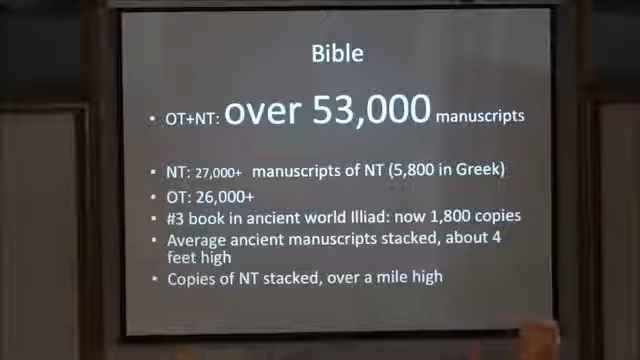 Bible
• OT+NT: over 53,000 manuscripts
• NT: 27,000+ manuscripts of NT (5,800 in Greek)
• OT: 26,000+
• #3 book in ancient world Illiad: now 1,800 copies
• Average ancient manuscripts stacked, about 4
feet high
• Copies of NT stacked, over a mile high